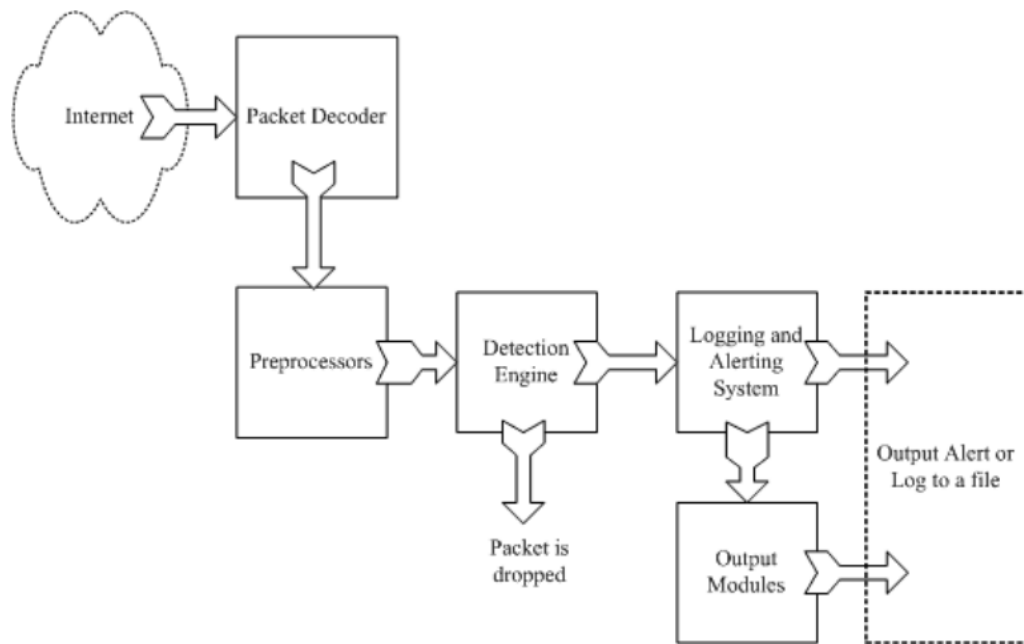 Internet
Packet Decoder
Preprocessors
Detection
Engine
Logging and
Alerting
System
Output Alert or
Log to a file
Packet is
dropped
Output
Modules